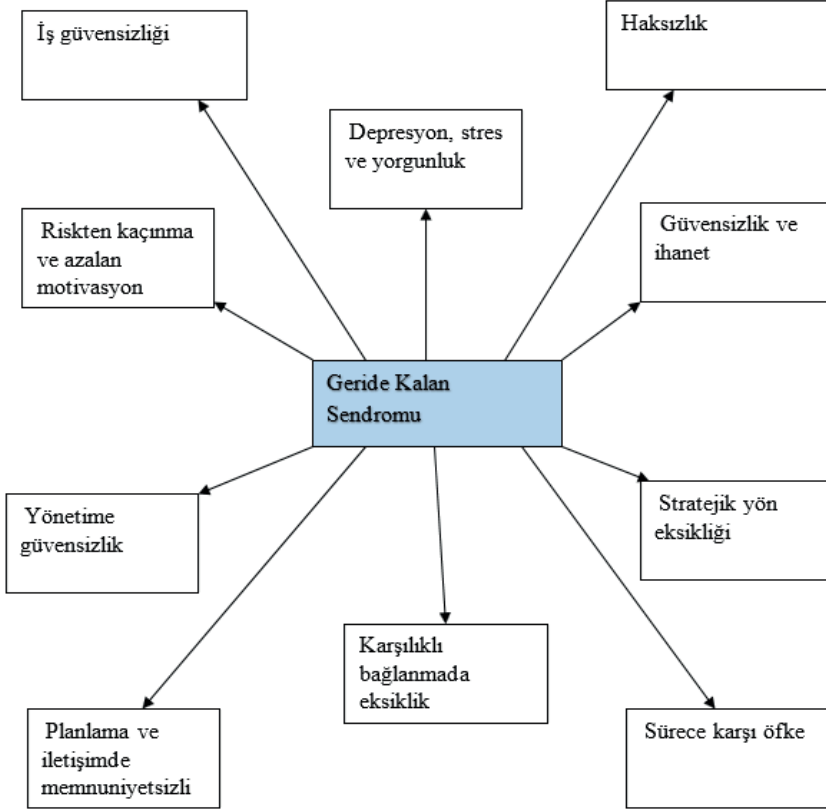 İş güvensizliği
Haksızlık
Depresyon, stres
ve yorgunluk
Riskten kaçınma
ve azalan
motivasyon
Güvensizlik ve
ihanet
Geride Kalan
Sendromu
Yönetime
güvensizlik
Stratejik yön
eksikliği
Karşılıklı
bağlanmada
eksiklik
Planlama ve
iletişimde
memnuniyetsizli
Sürece karşı öfke